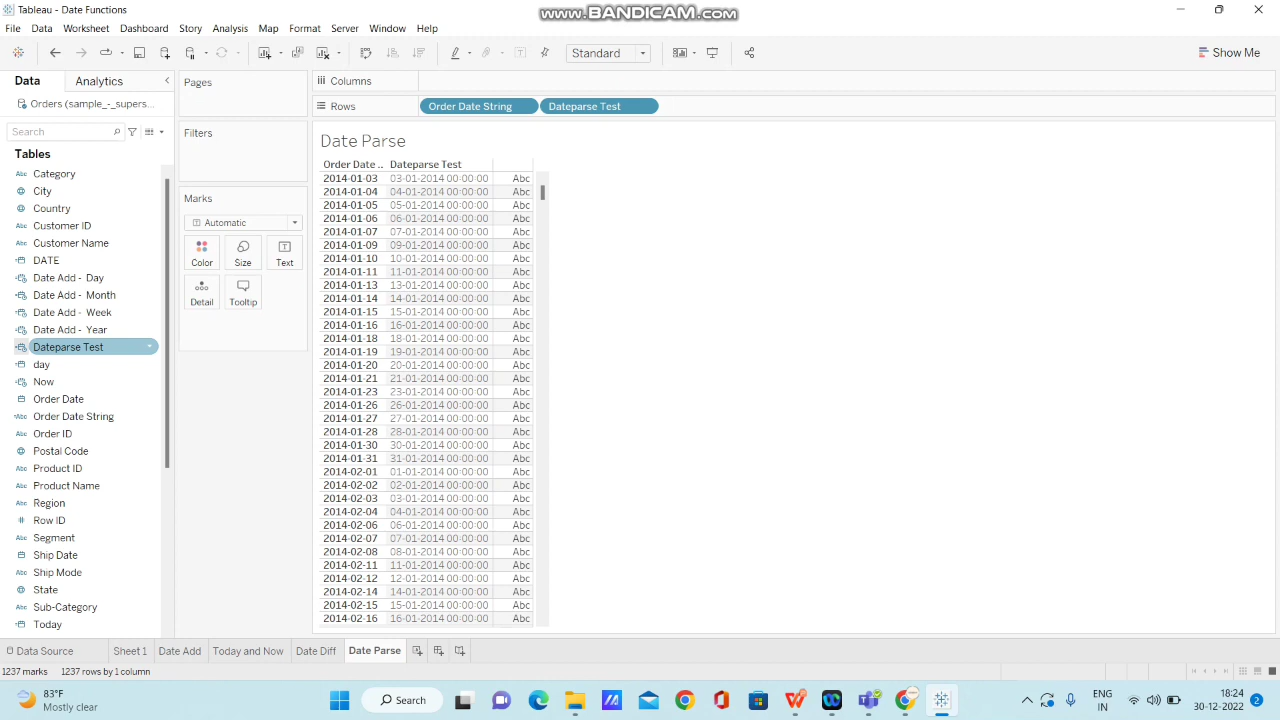 Tableau - Date Functions
www.BANDICAM.com
File Data Worksheet Dashboard Story Analysis Map Format Server Window Help
Standard
Show Me
Data Analytics
Orders (sample_-_supers...
Search
Tables
Category
City
Country
Customer ID
Customer Name
DATE
Date Add - Day
Date Add - Month
Date Add - Week
Date Add - Year
Dateparse Test
day
Now
Order Date
Order Date String
Order ID
Postal Code
Product ID
Product Name
Region
Row ID
Segment
Ship Date
Ship Mode
State
Sub-Category
Today
Pages
Filters
Marks
Automatic
Color Size Text
Detail Tooltip
Columns
Rows Order Date String Dateparse Test
Date Parse
Order Date .. Dateparse Test
2014-01-03 03-01-2014 00:00:00 Abc
2014-01-04 04-01-2014 00:00:00 Abc
2014-01-05 05-01-2014 00:00:00 Abc
2014-01-06 06-01-2014 00:00:00 Abc
2014-01-07 07-01-2014 00:00:00 Abc
2014-01-09 09-01-2014 00:00:00 Abc
2014-01-10 10-01-2014 00:00:00 Abc
2014-01-11 11-01-2014 00:00:00 Abc
2014-01-13 13-01-2014 00:00:00 Abc
2014-01-14 14-01-2014 00:00:00 Abc
2014-01-15 15-01-2014 00:00:00 Abc
2014-01-16 16-01-2014 00:00:00 Abc
2014-01-18 18-01-2014 00:00:00 Abc
2014-01-19 19-01-2014 00:00:00 Abc
2014-01-20 20-01-2014 00:00:00 Abc
2014-01-21 21-01-2014 00:00:00 Abc
2014-01-23 23-01-2014 00:00:00 Abc
2014-01-26 26-01-2014 00:00:00 Abc
2014-01-27 27-01-2014 00:00:00 Abc
2014-01-28 28-01-2014 00:00:00 Abc
2014-01-30 30-01-2014 00:00:00 Abc
2014-01-31 31-01-2014 00:00:00 Abc
2014-02-01 01-01-2014 00:00:00 Abc
2014-02-02 02-01-2014 00:00:00 Abc
2014-02-03 03-01-2014 00:00:00 Abc
2014-02-04 04-01-2014 00:00:00 Abc
2014-02-06 06-01-2014 00:00:00 Abc
2014-02-07 07-01-2014 00:00:00 Abc
2014-02-08 08-01-2014 00:00:00 Abc
2014-02-11 11-01-2014 00:00:00 Abc
2014-02-12 12-01-2014 00:00:00 Abc
2014-02-14 14-01-2014 00:00:00 Abc
2014-02-15 15-01-2014 00:00:00 Abc
2014-02-16 16-01-2014 00:00:00 Abc
Data Source Sheet 1 Date Add Today and Now Date Diff Date Parse
1237 marks 1237 rows by 1 column
83°F
Mostly clear
Search
ENG
IN
18:24
30-12-2022
2